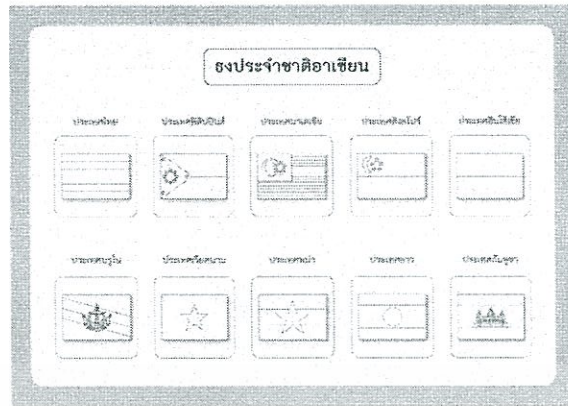 ธงประจำชาติอาเซียน
ประเทศไทย ประเทศฟิลิปปินส์ ประเทศมาเลเซีย ประเทศสิงคโปร์ ประเทศอินโดนีเซีย
ประเทศบรูไน ประเทศเวียดนาม ประเทศพม่า ประเทศลาว ประเทศกัมพูชา